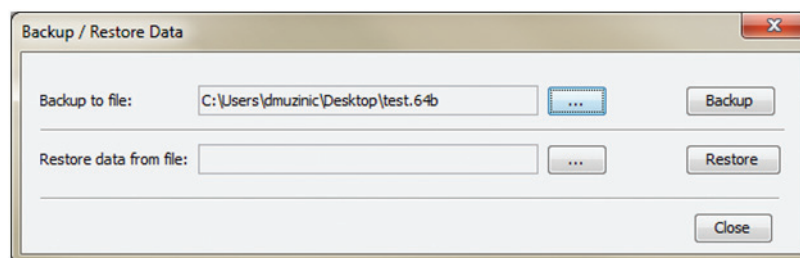 Backup / Restore Data
Backup to file: C:\Users\dmuzinic\Desktop\test.64b ... Backup
Restore data from file: ... Restore
Close